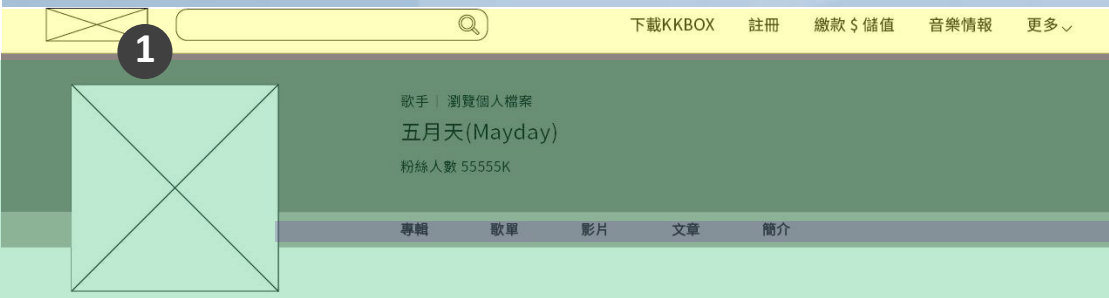 下載KKBOX 註冊 繳款$儲值 音樂情報 更多
1
歌手 | 瀏覽個人檔案
五月天(Mayday)
粉絲人數 55555K
專輯 歌單 影片 文章 簡介